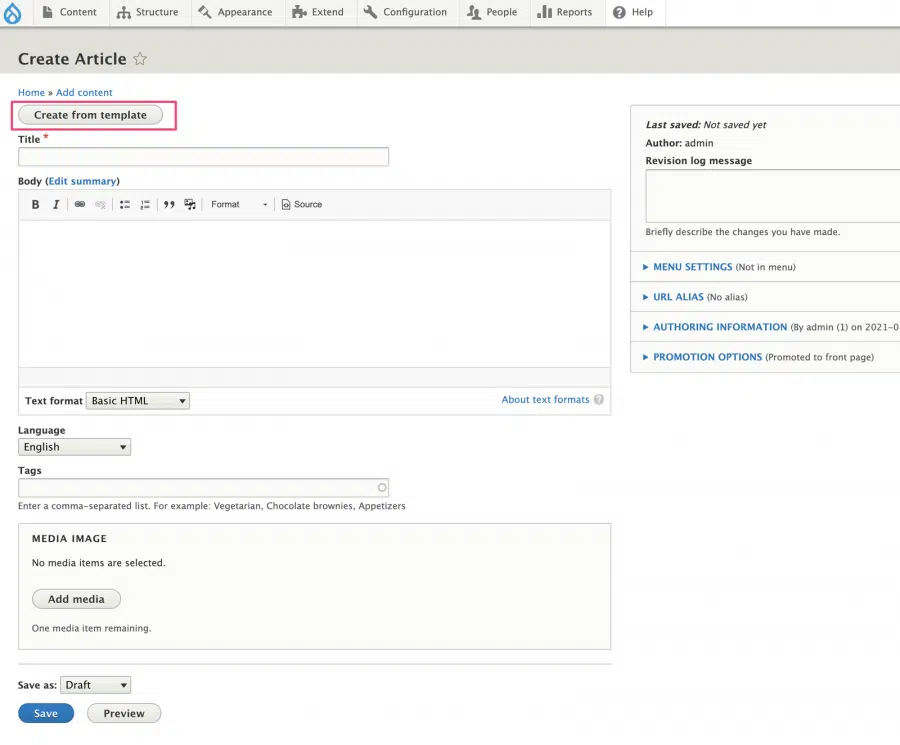 Content Structure Appearance Extend Configuration People Reports Help
Create Article
Home » Add content
Create from template
Title *
Body (Edit summary)
B I Format Source
Text format Basic HTML
About text formats ?
Language
English
Tags
Enter a comma-separated list. For example: Vegetarian, Chocolate brownies, Appetizers
MEDIA IMAGE
No media items are selected.
Add media
One media item remaining.
Save as: Draft
Save Preview
Last saved: Not saved yet
Author: admin
Revision log message
Briefly describe the changes you have made.
MENU SETTINGS (Not in menu)
URL ALIAS (No alias)
AUTHORING INFORMATION (By admin (1) on 2021-0
PROMOTION OPTIONS (Promoted to front page)